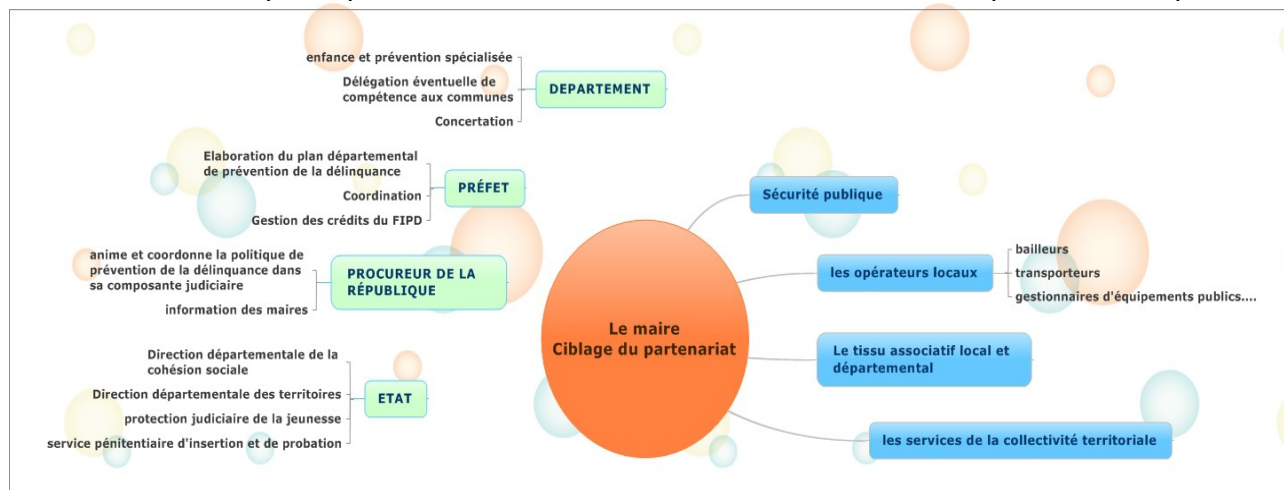 enfance et prévention spécialisée
Délégation éventuelle de
compétence aux communes
Concertation
DEPARTEMENT
Elaboration du plan départemental
de prévention de la délinquance
Coordination
Gestion des crédits du FIPD
PRÉFET
anime et coordonne la politique de
prévention de la délinquance dans
sa composante judiciaire
information des maires
PROCUREUR DE LA
RÉPUBLIQUE
Direction départementale de la
cohésion sociale
Direction départementale des territoires
protection judiciaire de la jeunesse
service pénitentiaire d'insertion et de probation
ETAT
Le maire
Ciblage du partenariat
Sécurité publique
les opérateurs locaux
bailleurs
transporteurs
gestionnaires d'équipements publics....
Le tissu associatif local et
départemental
les services de la collectivité territoriale